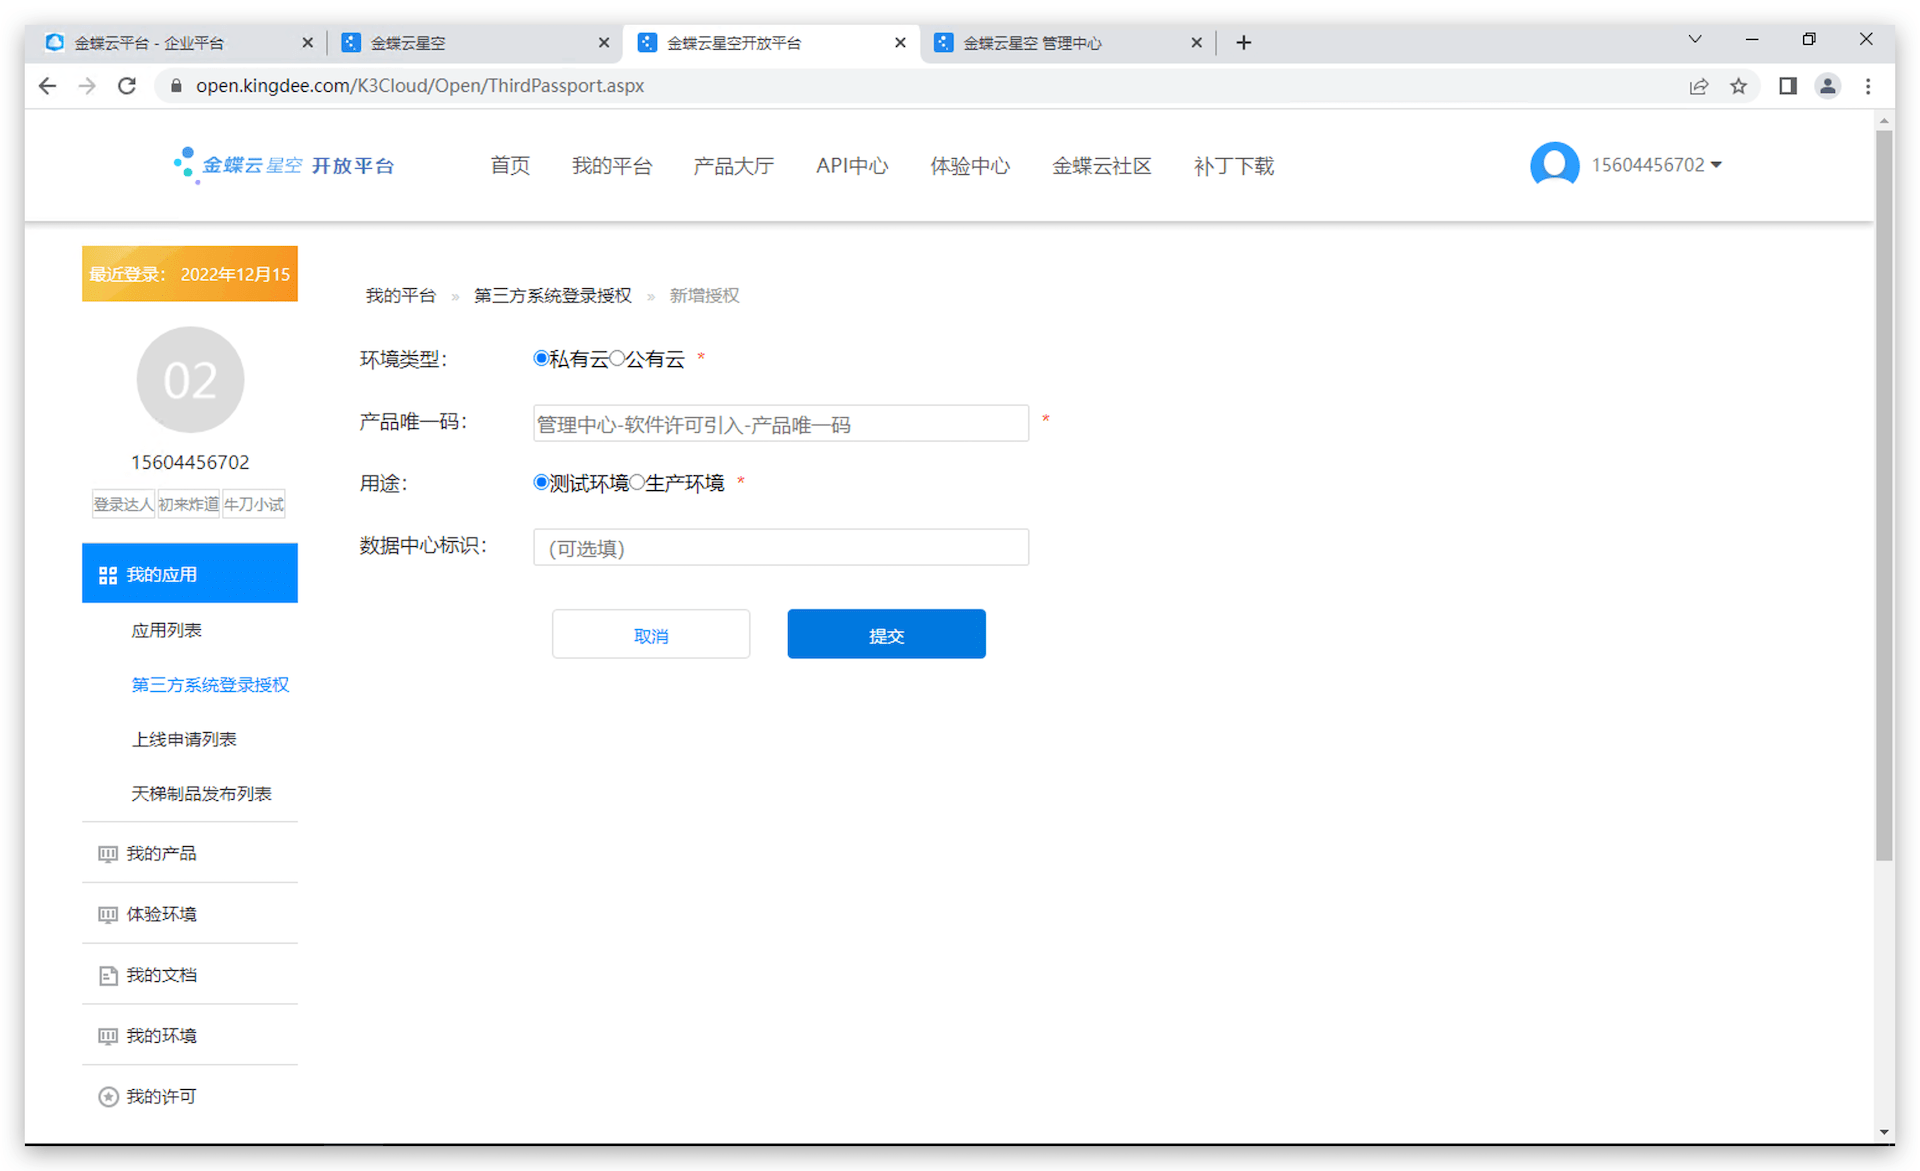 金蝶云平台 - 企业平台
金蝶云星空
金蝶云星空开放平台
金蝶云星空 管理中心
open.kingdee.com/K3Cloud/Open/ThirdPassport.aspx
金蝶云星空 开放平台
首页
我的平台
产品大厅
API中心
体验中心
金蝶云社区
补丁下载
15604456702
最近登录： 2022年12月15
02
15604456702
登录达人 初来炸道 牛刀小试
我的应用
应用列表
第三方系统登录授权
上线申请列表
天梯制品发布列表
我的产品
体验环境
我的文档
我的环境
我的许可
我的平台 » 第三方系统登录授权 » 新增授权
环境类型： 私有云 公有云 *
产品唯一码： 管理中心-软件许可引入-产品唯一码 *
用途： 测试环境 生产环境 *
数据中心标识： (可选填)
取消
提交